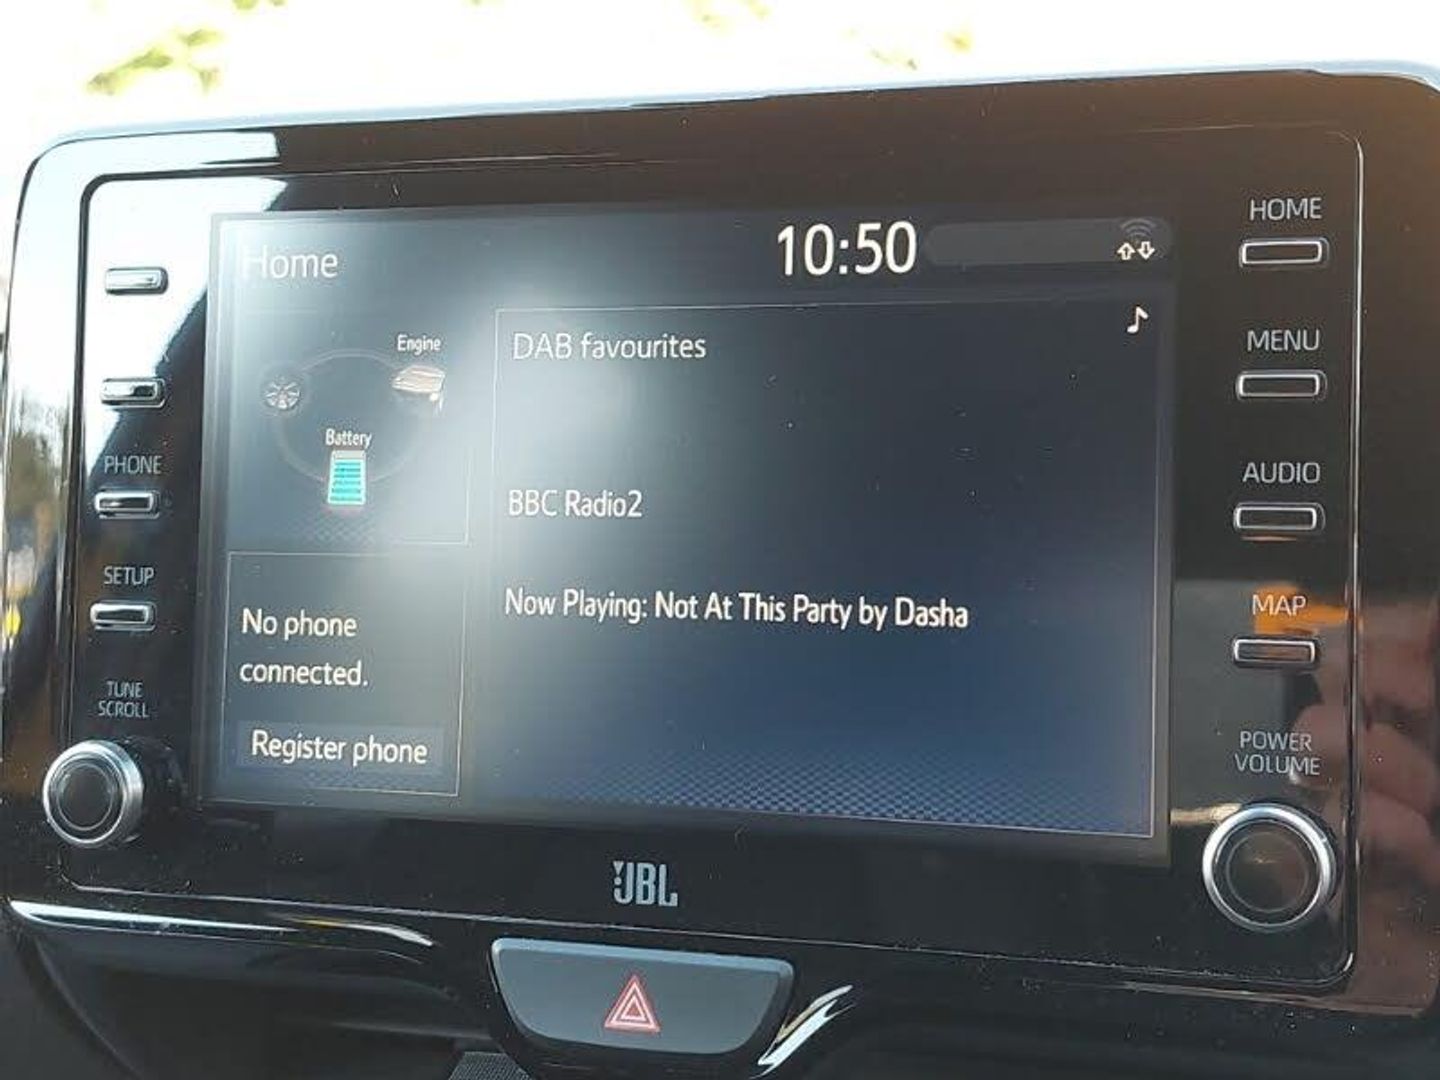 Home
10:50
Engine
Battery
DAB favourites
BBC Radio2
Now Playing: Not At This Party by Dasha
No phone
connected.
Register phone
PHONE
SETUP
TUNE
SCROLL
HOME
MENU
AUDIO
MAP
POWER
VOLUME
JBL